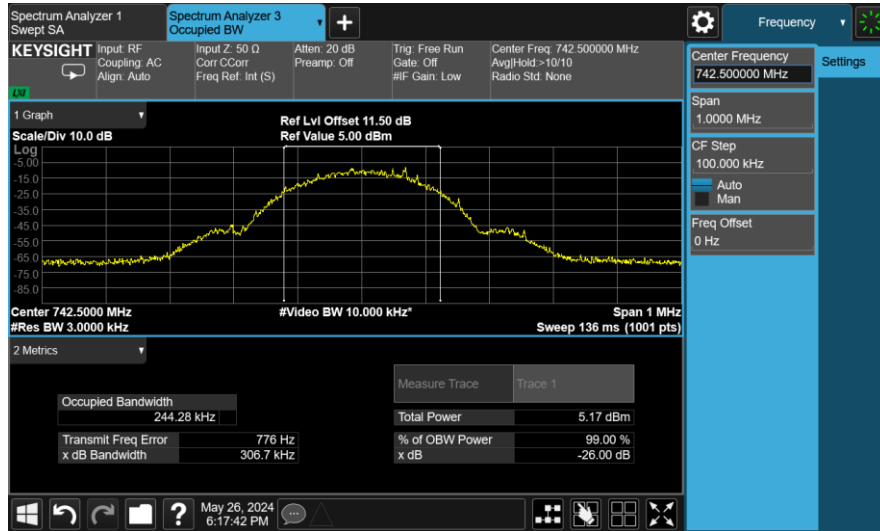 Spectrum Analyzer 1
Swept SA
Spectrum Analyzer 3
Occupied BW
+
Frequency
KEYSIGHT
LXI
Input: RF
Coupling: AC
Align: Auto
Input Z: 50 Ω
Corr CCorr
Freq Ref: Int (S)
Atten: 20 dB
Preamp: Off
Trig: Free Run
Gate: Off
#IF Gain: Low
Center Freq: 742.500000 MHz
Avg|Hold:>10/10
Radio Std: None
Center Frequency
742.500000 MHz
Settings
Span
1.0000 MHz
CF Step
100.000 kHz
Auto
Man
Freq Offset
0 Hz
1 Graph
Scale/Div 10.0 dB
Ref Lvl Offset 11.50 dB
Ref Value 5.00 dBm
Log
-5.00
-15.0
-25.0
-35.0
-45.0
-55.0
-65.0
-75.0
-85.0
Center 742.5000 MHz
#Video BW 10.000 kHz*
Span 1 MHz
#Res BW 3.0000 kHz
Sweep 136 ms (1001 pts)
2 Metrics
Measure Trace
Trace 1
Occupied Bandwidth
244.28 kHz
Total Power
5.17 dBm
Transmit Freq Error
776 Hz
% of OBW Power
99.00 %
x dB Bandwidth
306.7 kHz
x dB
-26.00 dB
?
May 26, 2024
6:17:42 PM